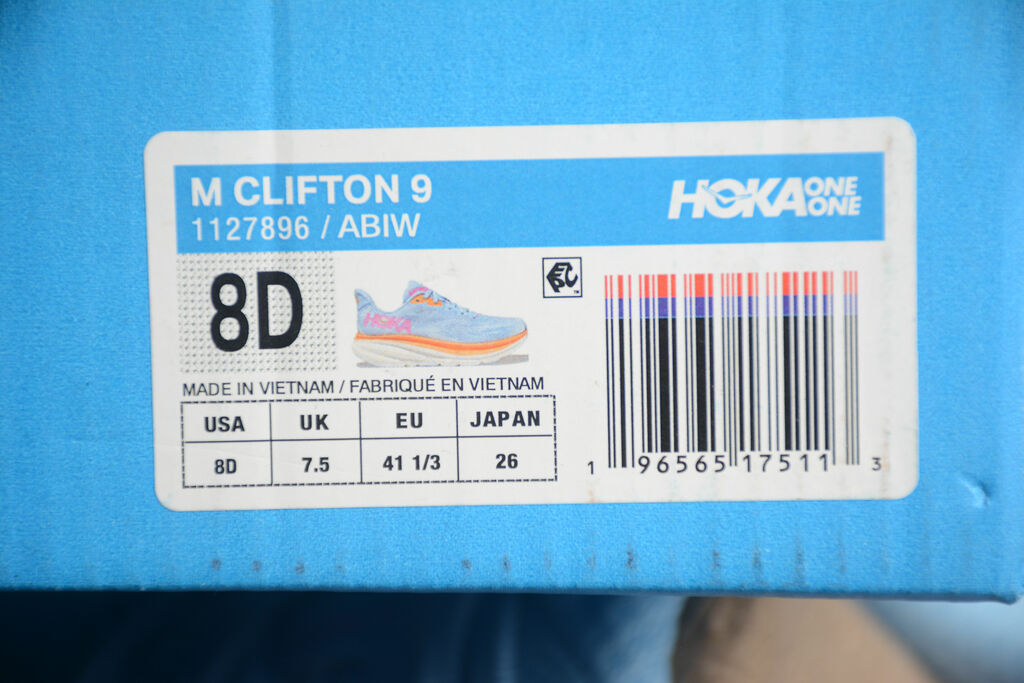 M CLIFTON 9
1127896 / ABIW
HOKA ONE ONE
8D
HOKA
MADE IN VIETNAM / FABRIQUÉ EN VIETNAM
USA UK EU JAPAN
8D 7.5 41 1/3 26
1 96565 17511 3